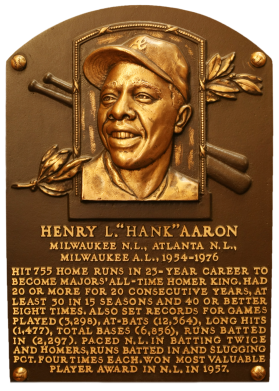 A
HENRY L. "HANK" AARON
MILWAUKEE N.L., ATLANTA N.L.,
MILWAUKEE A.L., 1954-1976
HIT 755 HOME RUNS IN 23-YEAR CAREER TO
BECOME MAJORS' ALL-TIME HOMER KING. HAD
20 OR MORE FOR 20 CONSECUTIVE YEARS, AT
LEAST 30 IN 15 SEASONS AND 40 OR BETTER
EIGHT TIMES. ALSO SET RECORDS FOR GAMES
PLAYED (3,298), AT-BATS (12,364), LONG HITS
(1,477), TOTAL BASES (6,856), RUNS BATTED
IN (2,297). PACED N.L. IN BATTING TWICE
AND HOMERS, RUNS BATTED IN AND SLUGGING
PCT. FOUR TIMES EACH. WON MOST VALUABLE
PLAYER AWARD IN N.L. IN 1957.